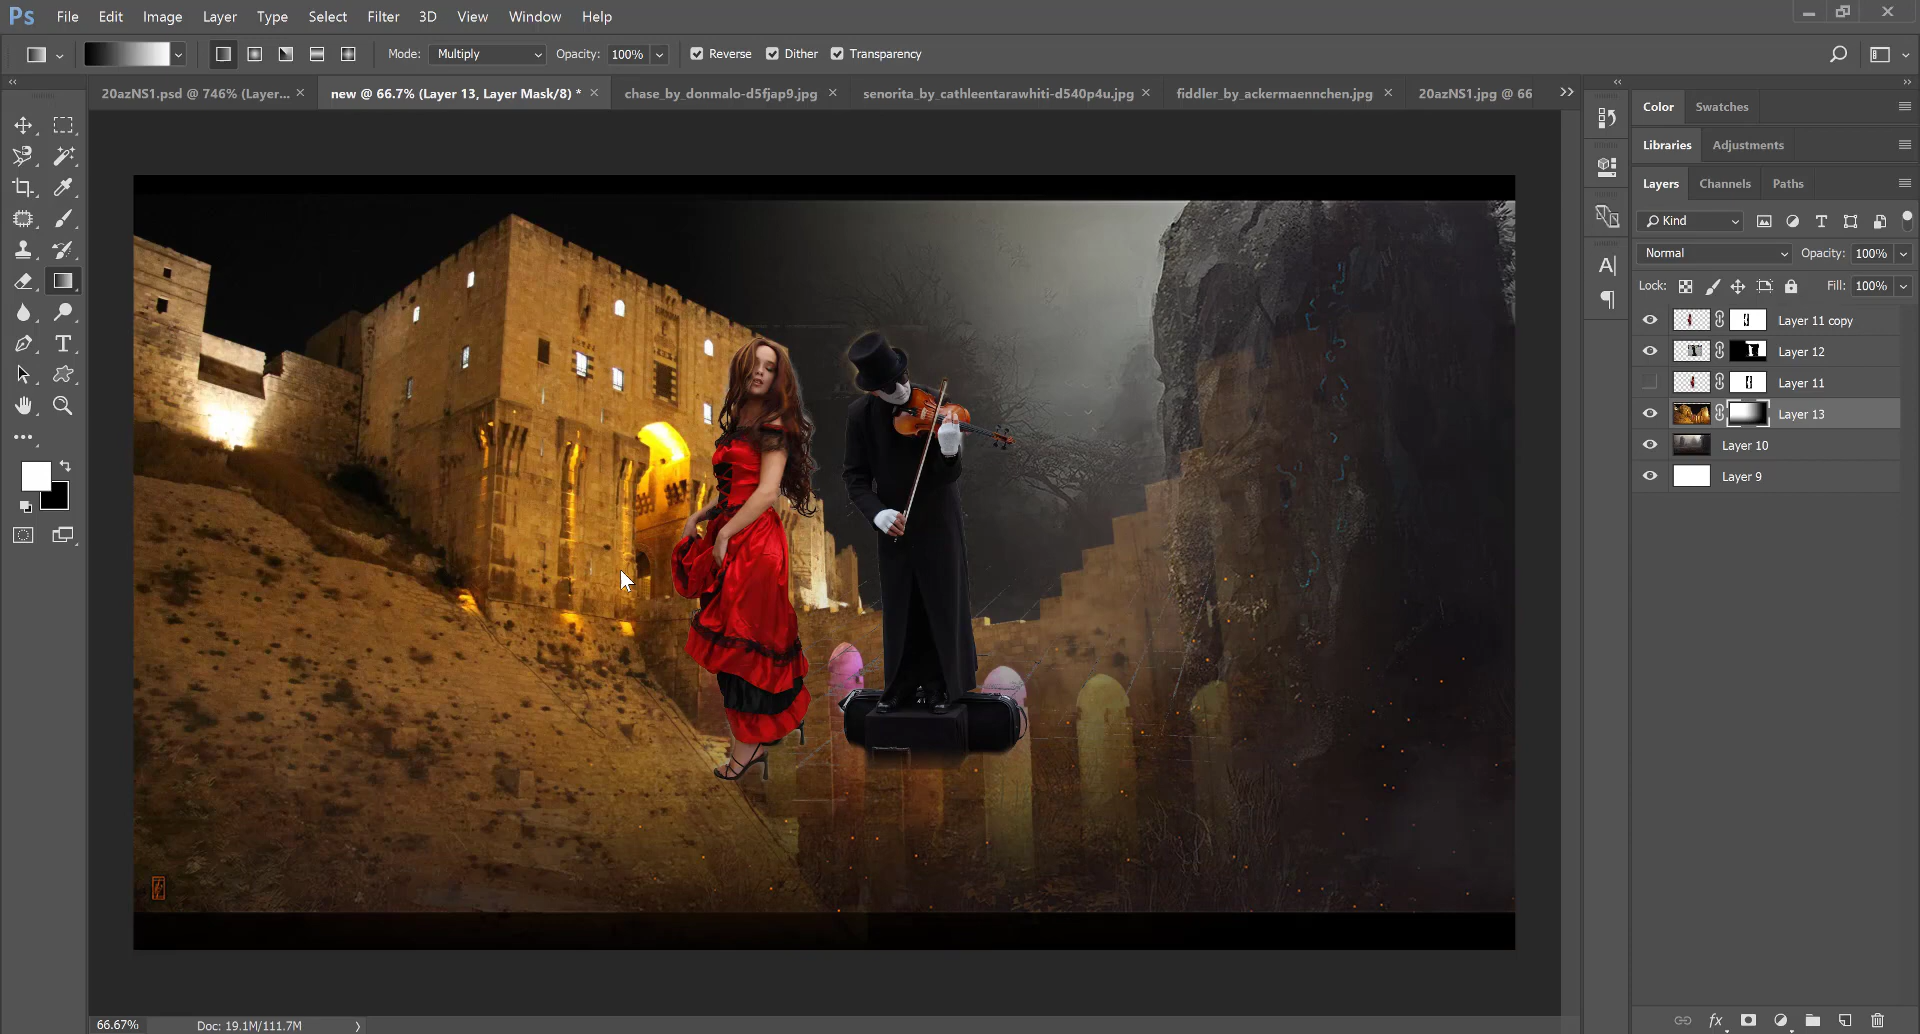 Ps File Edit Image Layer Type Select Filter 3D View Window Help
Mode: Multiply Opacity: 100% Reverse Dither Transparency
20azNS1.psd @ 746% (Layer... × new @ 66.7% (Layer 13, Layer Mask/8) * × chase_by_donmalo-d5fjap9.jpg × senorita_by_cathleentarawhiti-d540p4u.jpg × fiddler_by_ackermaennchen.jpg × 20azNS1.jpg @ 66
Color Swatches
Libraries Adjustments
Layers Channels Paths
Kind
Normal Opacity: 100%
Lock: Fill: 100%
Layer 11 copy
Layer 12
Layer 11
Layer 13
Layer 10
Layer 9
66.67% Doc: 19.1M/111.7M
fx